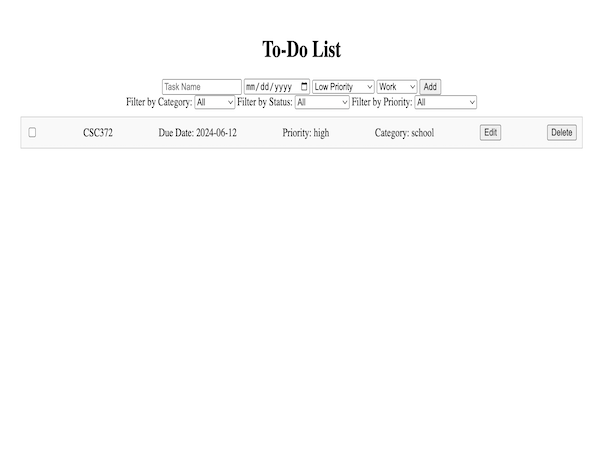 To-Do List
Task Name mm/dd/yyyy Low Priority Work Add
Filter by Category: All Filter by Status: All Filter by Priority: All
CSC372 Due Date: 2024-06-12 Priority: high Category: school Edit Delete